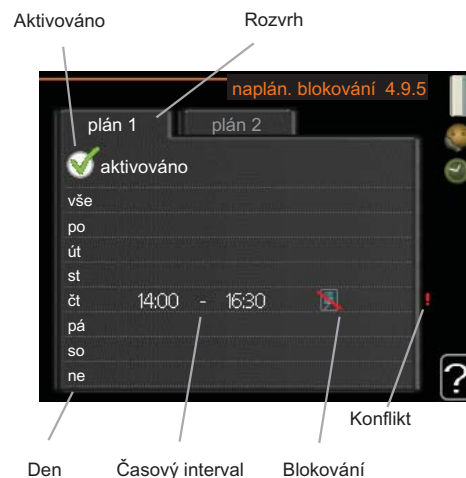 Aktivováno Rozvrh
naplán. blokování 4.9.5
plán 1 plán 2
aktivováno
vše
po
út
st
čt 14:00 - 16:30 !
pá
so
ne
?
Konflikt
Den Časový interval Blokování